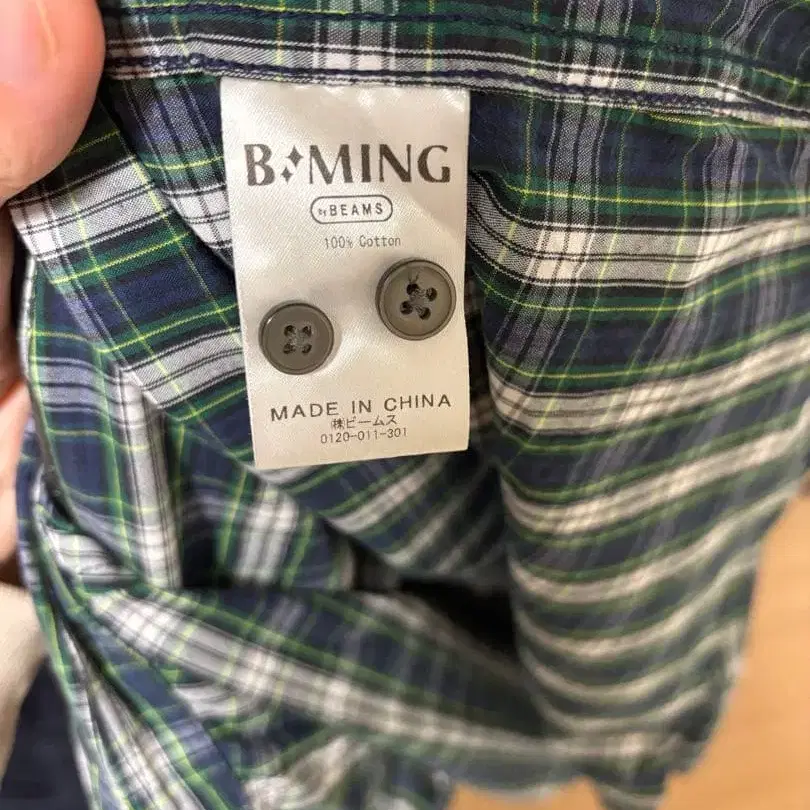 B:MING
by BEAMS
100% Cotton
MADE IN CHINA
㈱ビームス
0120-011-301